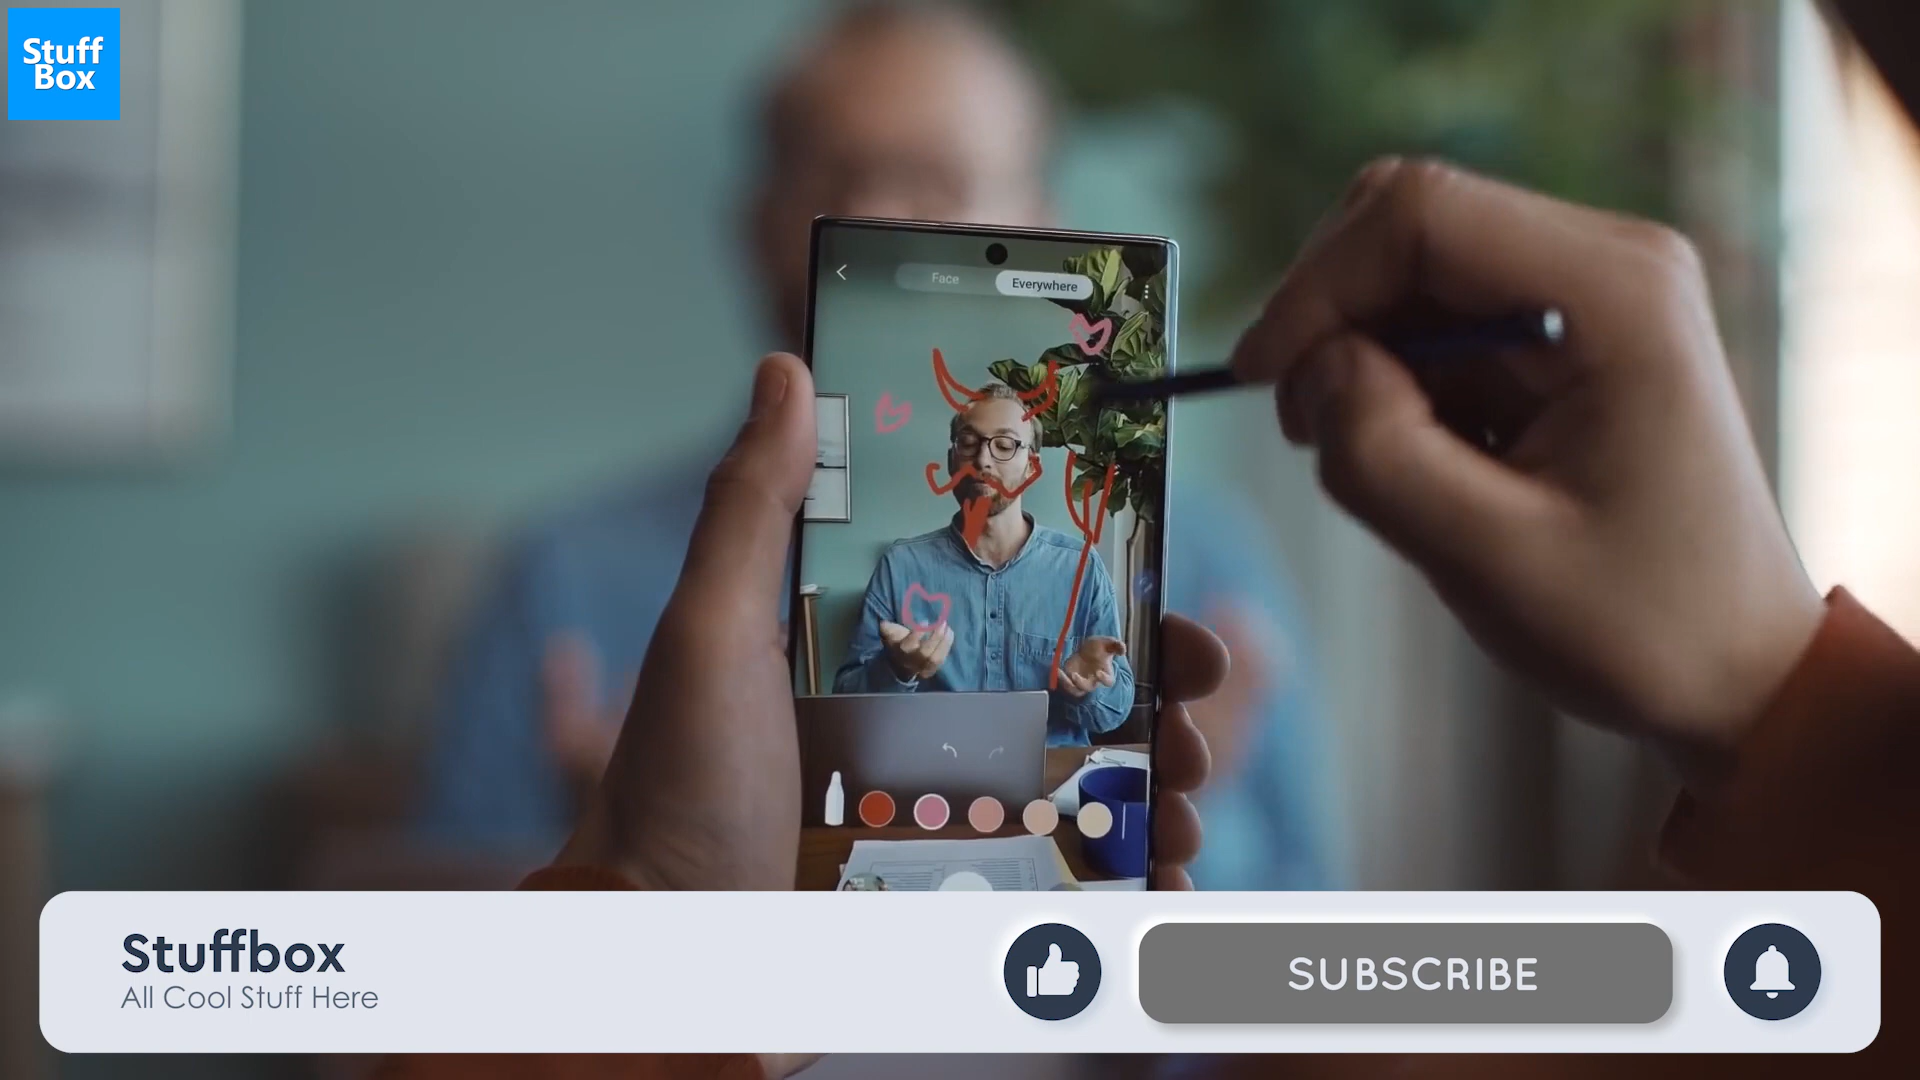 Stuff
Box
Face
Everywhere
Stuffbox
All Cool Stuff Here
SUBSCRIBE